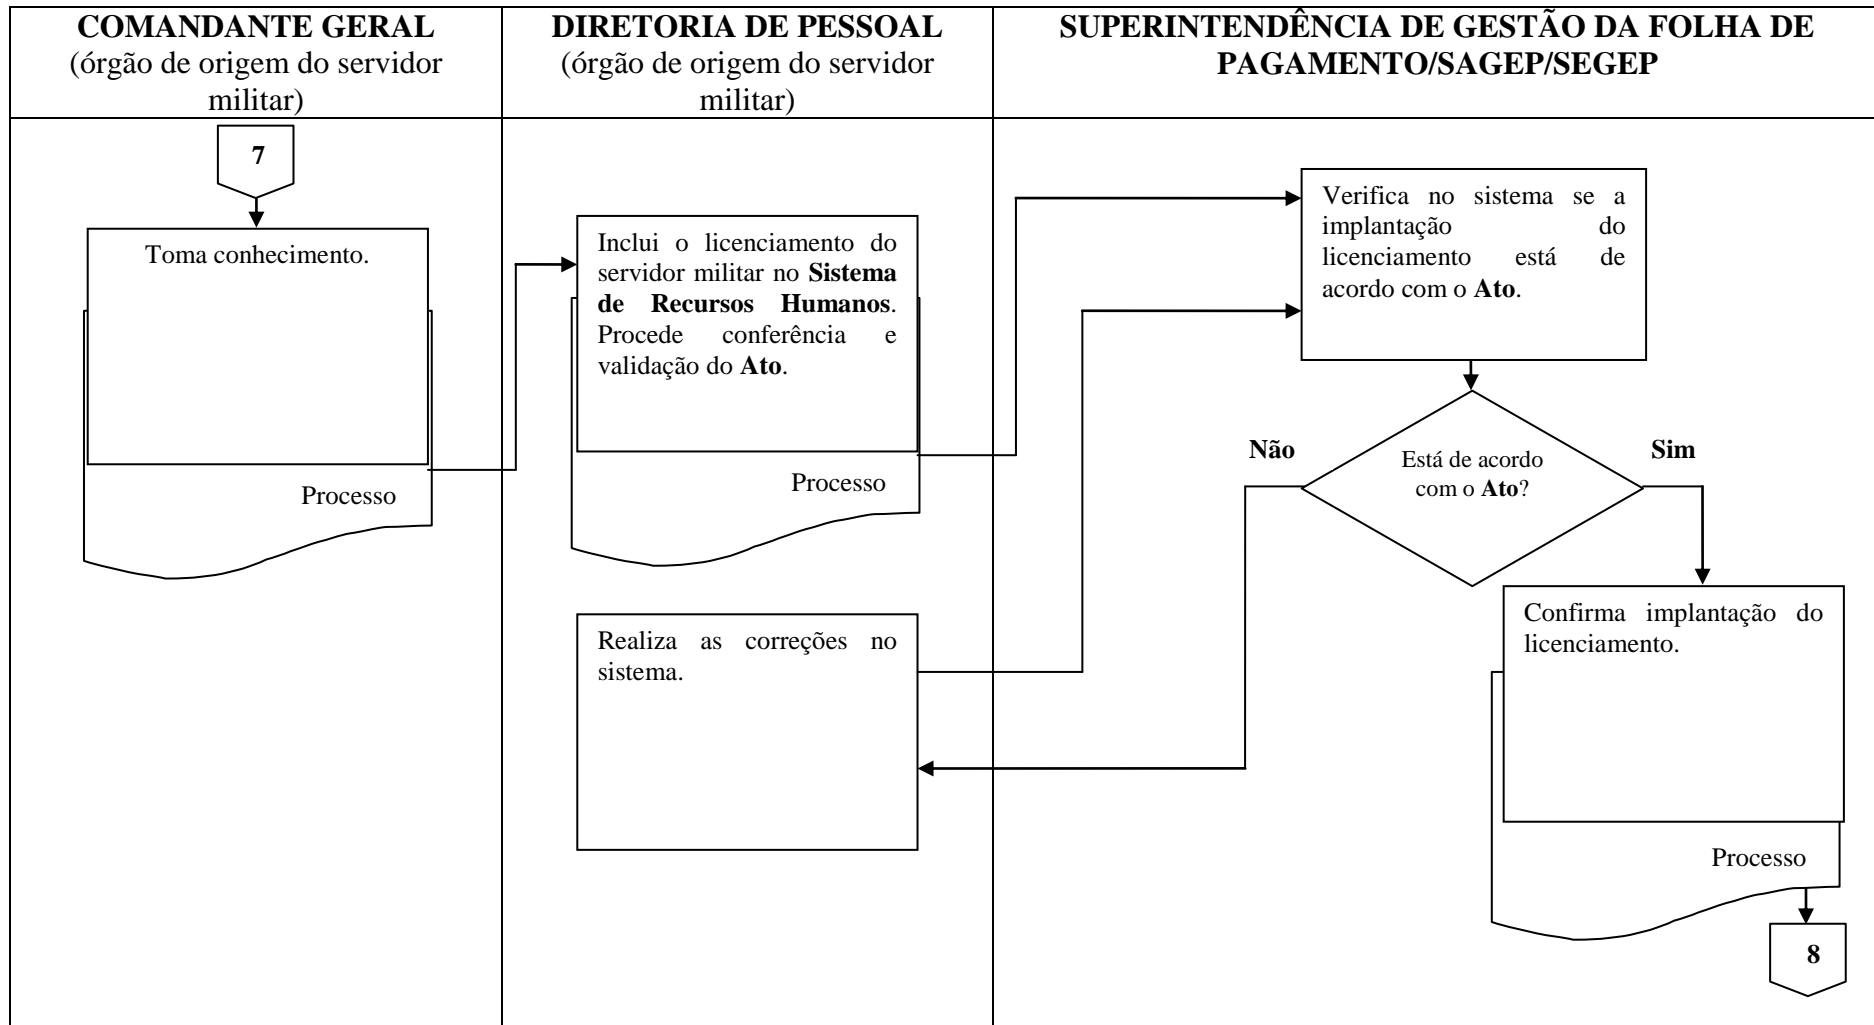 COMANDANTE GERAL
(órgão de origem do servidor
militar)
DIRETORIA DE PESSOAL
(órgão de origem do servidor
militar)
SUPERINTENDÊNCIA DE GESTÃO DA FOLHA DE
PAGAMENTO/SAGEP/SEGEP
7
Toma conhecimento.
Processo
Inclui o licenciamento do
servidor militar no Sistema
de Recursos Humanos.
Procede conferência e
validação do Ato.
Processo
Realiza as correções no
sistema.
Verifica no sistema se a
implantação do
licenciamento está de
acordo com o Ato.
Não
Está de acordo
com o Ato?
Sim
Confirma implantação do
licenciamento.
Processo
8